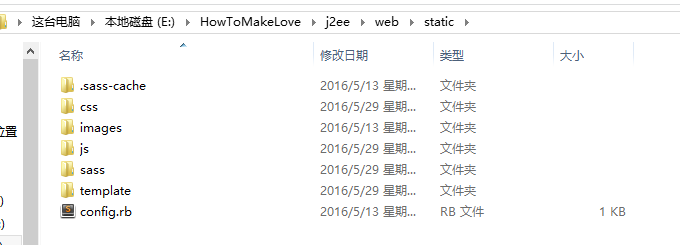 这台电脑 本地磁盘 (E:) HowToMakeLove j2ee web static
名称 修改日期 类型 大小
.sass-cache 2016/5/13 星期... 文件夹
css 2016/5/29 星期... 文件夹
images 2016/5/13 星期... 文件夹
位置
js 2016/5/29 星期... 文件夹
sass 2016/5/29 星期... 文件夹
template 2016/5/29 星期... 文件夹
config.rb 2016/5/13 星期... RB 文件 1 KB